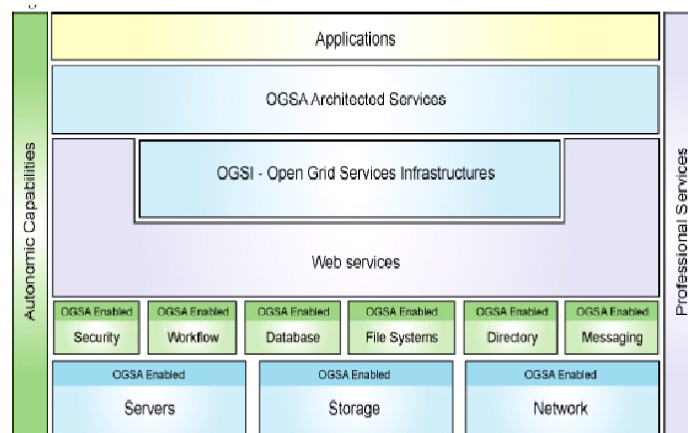 Applications
OGSA Architected Services
OGSI - Open Grid Services Infrastructures
Web services
Autonomic Capabilities
Professional Services
OGSA Enabled
Security
OGSA Enabled
Workflow
OGSA Enabled
Database
OGSA Enabled
File Systems
OGSA Enabled
Directory
OGSA Enabled
Messaging
OGSA Enabled
Servers
OGSA Enabled
Storage
OGSA Enabled
Network